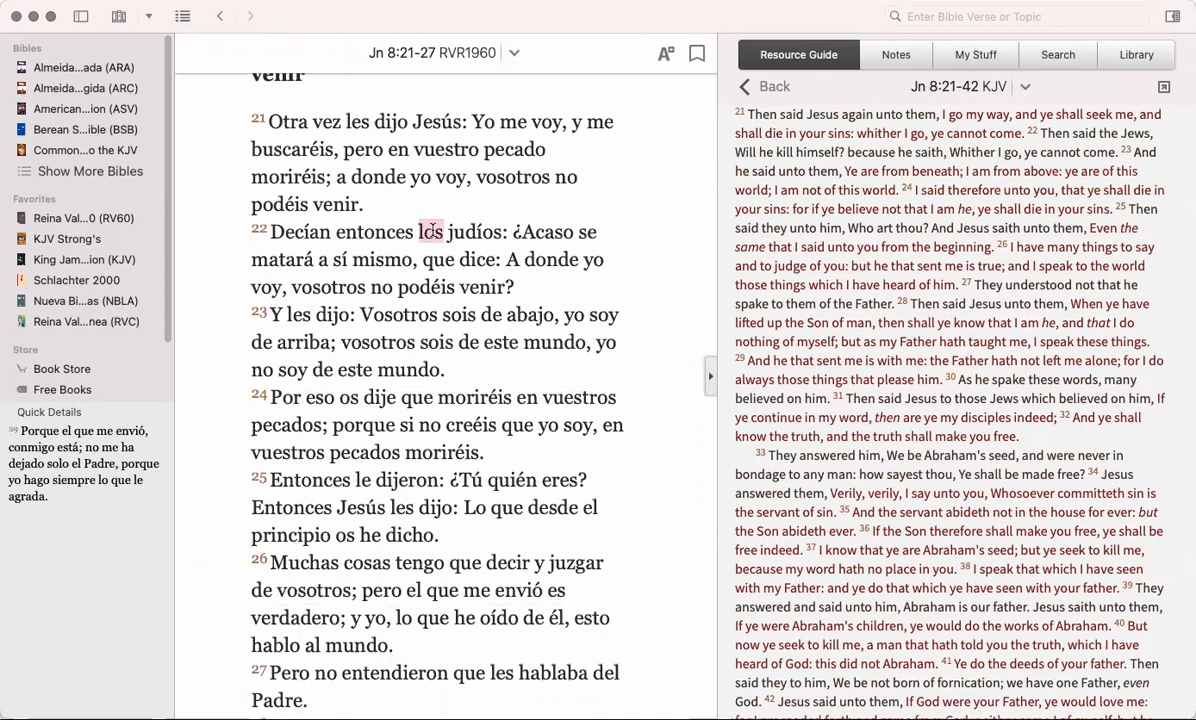 Enter Bible Verse or Topic
Bibles
Almeida...ada (ARA)
Almeida...gida (ARC)
American...ion (ASV)
Berean S...ible (BSB)
Common...o the KJV
Show More Bibles
Favorites
Reina Val...0 (RV60)
KJV Strong's
King Jam...ion (KJV)
Schlachter 2000
Nueva Bi...as (NBLA)
Reina Val...nea (RVC)
Store
Book Store
Free Books
Quick Details
29 Porque el que me envió,
conmigo está; no me ha
dejado solo el Padre, porque
yo hago siempre lo que le
agrada.
Jn 8:21-27 RVR1960
venir
21 Otra vez les dijo Jesús: Yo me voy, y me
buscaréis, pero en vuestro pecado
moriréis; a donde yo voy, vosotros no
podéis venir.
22 Decían entonces los judíos: ¿Acaso se
matará a sí mismo, que dice: A donde yo
voy, vosotros no podéis venir?
23 Y les dijo: Vosotros sois de abajo, yo soy
de arriba; vosotros sois de este mundo, yo
no soy de este mundo.
24 Por eso os dije que moriréis en vuestros
pecados; porque si no creéis que yo soy, en
vuestros pecados moriréis.
25 Entonces le dijeron: ¿Tú quién eres?
Entonces Jesús les dijo: Lo que desde el
principio os he dicho.
26 Muchas cosas tengo que decir y juzgar
de vosotros; pero el que me envió es
verdadero; y yo, lo que he oído de él, esto
hablo al mundo.
27 Pero no entendieron que les hablaba del
Padre.
Resource Guide
Notes
My Stuff
Search
Library
Back
Jn 8:21-42 KJV
21 Then said Jesus again unto them, I go my way, and ye shall seek me, and
shall die in your sins: whither I go, ye cannot come. 22 Then said the Jews,
Will he kill himself? because he saith, Whither I go, ye cannot come. 23 And
he said unto them, Ye are from beneath; I am from above: ye are of this
world; I am not of this world. 24 I said therefore unto you, that ye shall die in
your sins: for if ye believe not that I am he, ye shall die in your sins. 25 Then
said they unto him, Who art thou? And Jesus saith unto them, Even the
same that I said unto you from the beginning. 26 I have many things to say
and to judge of you: but he that sent me is true; and I speak to the world
those things which I have heard of him. 27 They understood not that he
spake to them of the Father. 28 Then said Jesus unto them, When ye have
lifted up the Son of man, then shall ye know that I am he, and that I do
nothing of myself; but as my Father hath taught me, I speak these things.
29 And he that sent me is with me: the Father hath not left me alone; for I do
always those things that please him. 30 As he spake these words, many
believed on him. 31 Then said Jesus to those Jews which believed on him, If
ye continue in my word, then are ye my disciples indeed; 32 And ye shall
know the truth, and the truth shall make you free.
33 They answered him, We be Abraham's seed, and were never in
bondage to any man: how sayest thou, Ye shall be made free? 34 Jesus
answered them, Verily, verily, I say unto you, Whosoever committeth sin is
the servant of sin. 35 And the servant abideth not in the house for ever: but
the Son abideth ever. 36 If the Son therefore shall make you free, ye shall be
free indeed. 37 I know that ye are Abraham's seed; but ye seek to kill me,
because my word hath no place in you. 38 I speak that which I have seen
with my Father: and ye do that which ye have seen with your father. 39 They
answered and said unto him, Abraham is our father. Jesus saith unto them,
If ye were Abraham's children, ye would do the works of Abraham. 40 But
now ye seek to kill me, a man that hath told you the truth, which I have
heard of God: this did not Abraham. 41 Ye do the deeds of your father. Then
said they to him, We be not born of fornication; we have one Father, even
God. 42 Jesus said unto them, If God were your Father, ye would love me: